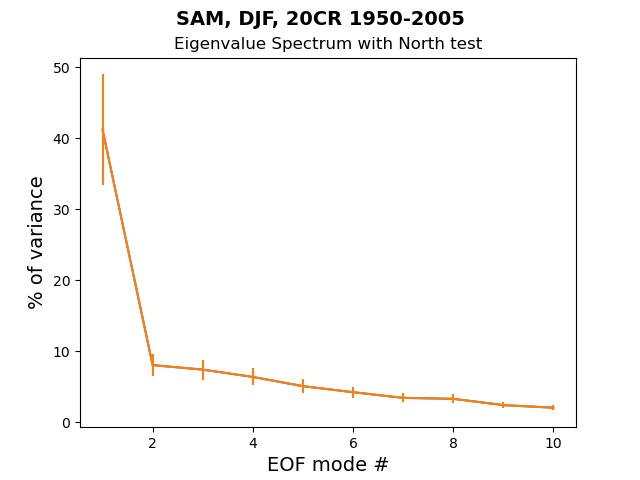 SAM, DJF, 20CR 1950-2005
Eigenvalue Spectrum with North test
50
40
30
20
10
0
% of variance
2 4 6 8 10
EOF mode #